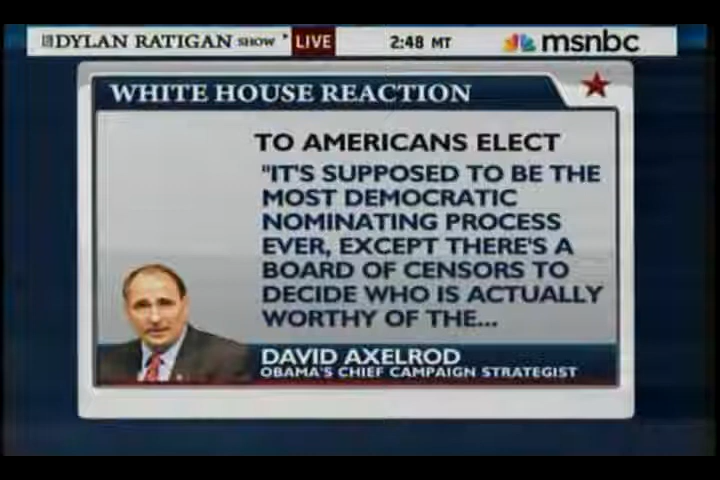 DYLAN RATIGAN SHOW LIVE 2:48 MT msnbc
WHITE HOUSE REACTION
TO AMERICANS ELECT
"IT'S SUPPOSED TO BE THE
MOST DEMOCRATIC
NOMINATING PROCESS
EVER, EXCEPT THERE'S A
BOARD OF CENSORS TO
DECIDE WHO IS ACTUALLY
WORTHY OF THE...
DAVID AXELROD
OBAMA'S CHIEF CAMPAIGN STRATEGIST